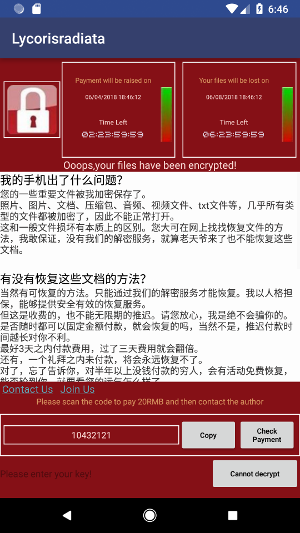 6:46
Lycorisradiata
Payment will be raised on
06/04/2018 18:46:12
Time Left
02:23:59:59
Your files will be lost on
06/08/2018 18:46:12
Time Left
06:23:59:59
Ooops,your files have been encrypted!
我的手机出了什么问题?
您的一些重要文件被我加密保存了。
照片、图片、文档、压缩包、音频、视频文件、txt文件等，几乎所有类
型的文件都被加密了，因此不能正常打开。
这和一般文件损坏有本质上的区别。您大可在网上找找恢复文件的方
法，我敢保证，没有我们的解密服务，就算老天爷来了也不能恢复这些
文档。
有没有恢复这些文档的方法?
当然有可恢复的方法。只能通过我们的解密服务才能恢复。我以人格担
保，能够提供安全有效的恢复服务。
但这是收费的，也不能无限期的推迟。请您放心，我是绝不会骗你的。
是否随时都可以固定金额付款，就会恢复的吗，当然不是，推迟付款时
间越长对你不利。
最好3天之内付款费用，过了三天费用就会翻倍。
还有，一个礼拜之内未付款，将会永远恢复不了。
对了，忘了告诉你，对半年以上没钱付款的穷人，会有活动免费恢复，
能否轮到你，就要看您的运气怎么样了
Contact Us Join Us
Please scan the code to pay 20RMB and then contact the author
10432121
Copy
Check
Payment
Please enter your key!
Cannot decrypt